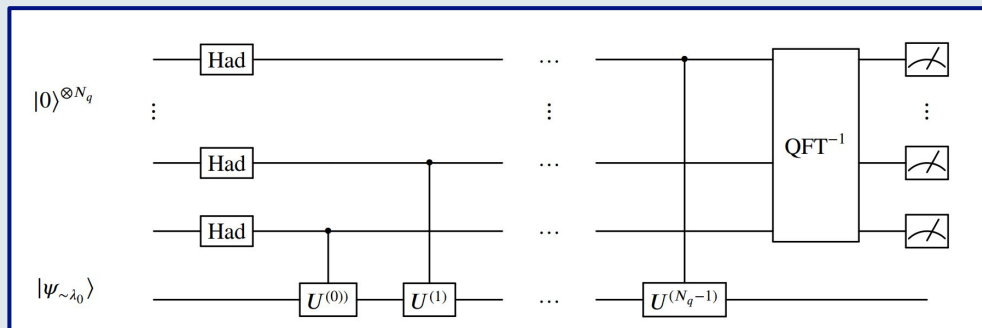 Had ...
|0⟩^{⊗N_q}
⋮ ⋮ ⋮
QFT^{−1}
Had ...
Had ...
|ψ_{∼λ_0}⟩ U^{(0))} U^{(1)} ... U^{(N_q−1)}